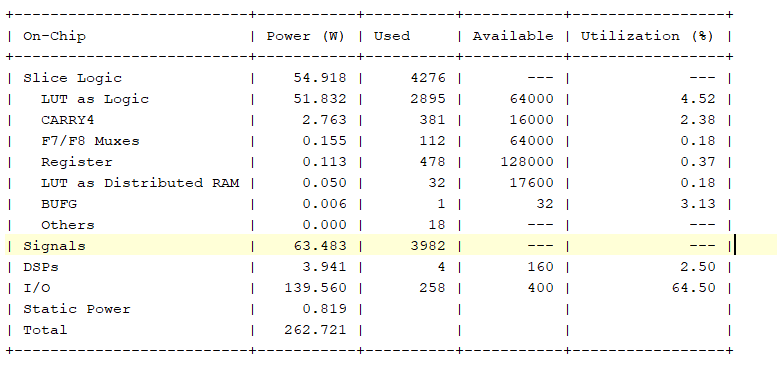 +--------------------------+-----------+----------+-----------+-----------------+
| On-Chip                  | Power (W) | Used     | Available | Utilization (%) |
+--------------------------+-----------+----------+-----------+-----------------+
| Slice Logic              |    54.918 |     4276 |       --- |             --- |
|   LUT as Logic           |    51.832 |     2895 |     64000 |            4.52 |
|   CARRY4                 |     2.763 |      381 |     16000 |            2.38 |
|   F7/F8 Muxes            |     0.155 |      112 |     64000 |            0.18 |
|   Register               |     0.113 |      478 |    128000 |            0.37 |
|   LUT as Distributed RAM |     0.050 |       32 |     17600 |            0.18 |
|   BUFG                   |     0.006 |        1 |        32 |            3.13 |
|   Others                 |     0.000 |       18 |       --- |             --- |
| Signals                  |    63.483 |     3982 |       --- |             --- |
| DSPs                     |     3.941 |        4 |       160 |            2.50 |
| I/O                      |   139.560 |      258 |       400 |           64.50 |
| Static Power             |     0.819 |          |           |                 |
| Total                    |   262.721 |          |           |                 |
+--------------------------+-----------+----------+-----------+-----------------+